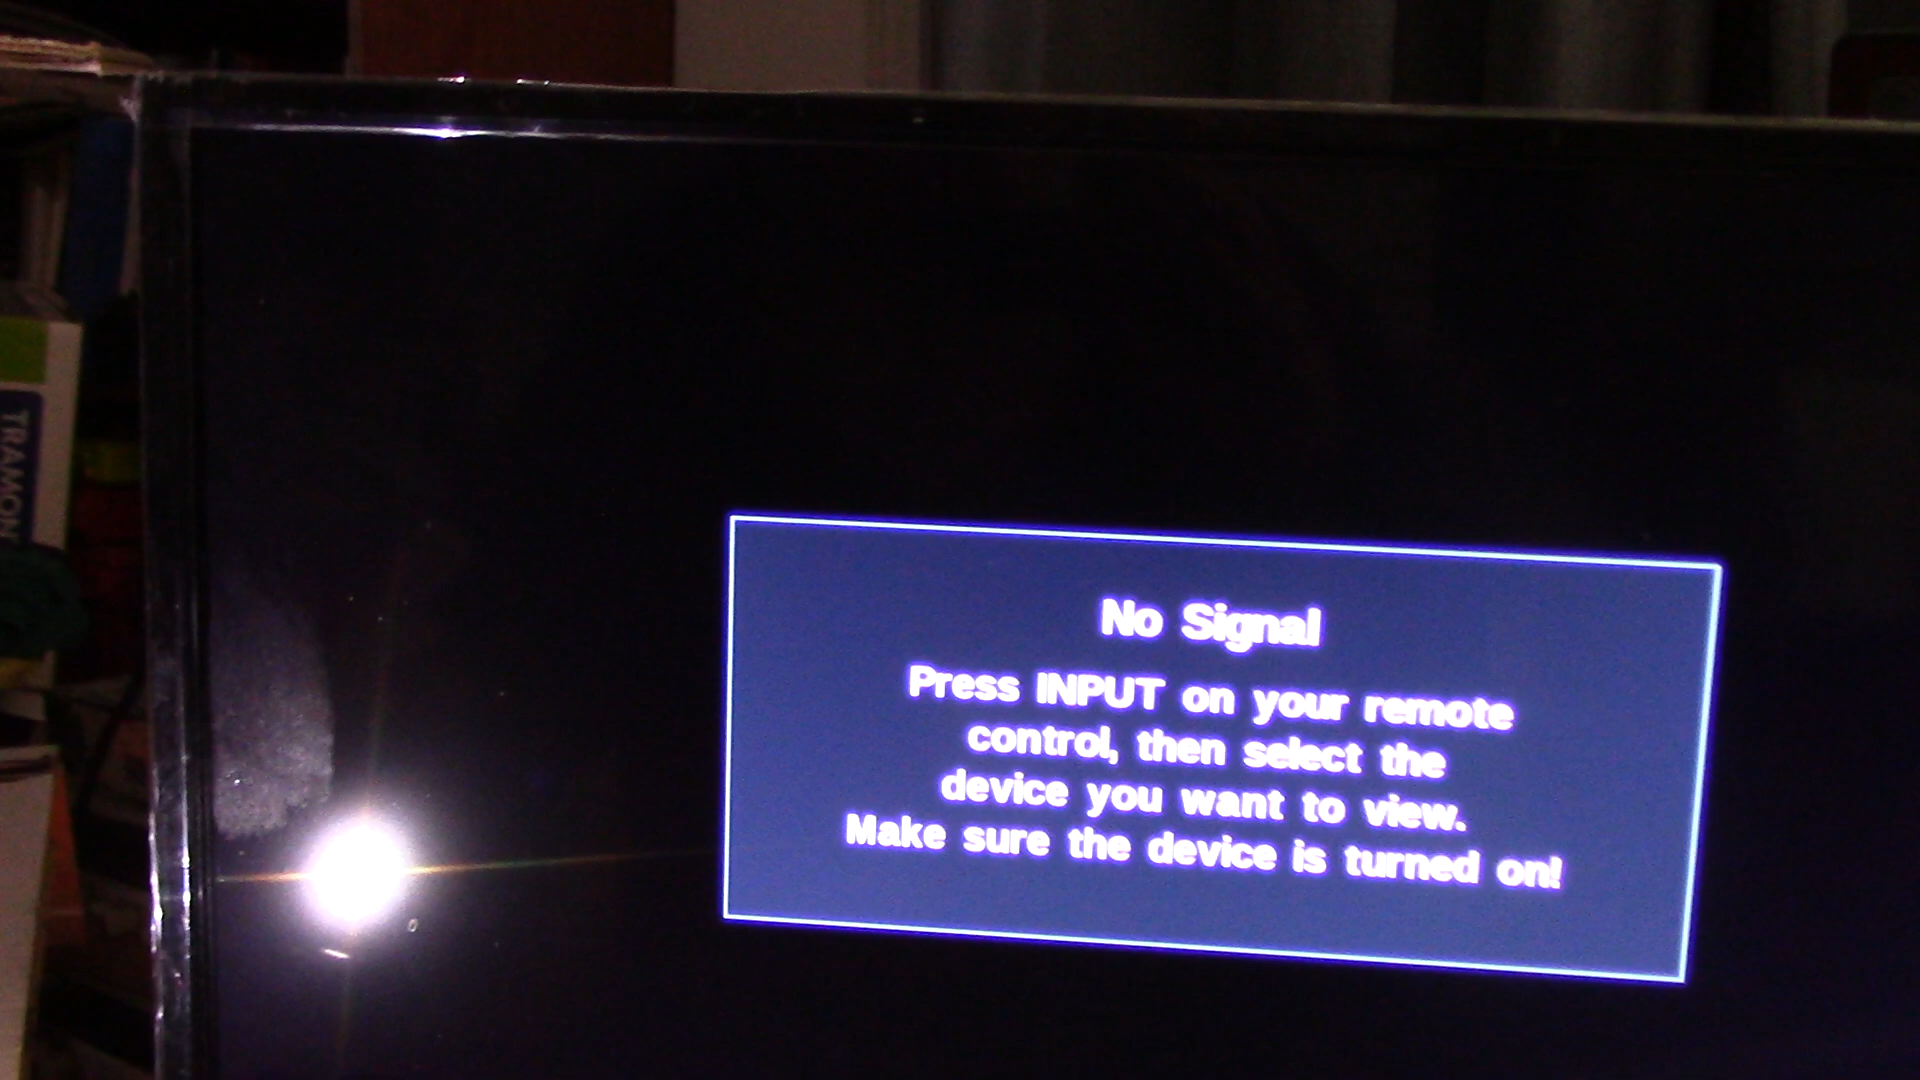 No Signal
Press INPUT on your remote
control, then select the
device you want to view.
Make sure the device is turned on!
TRAMON